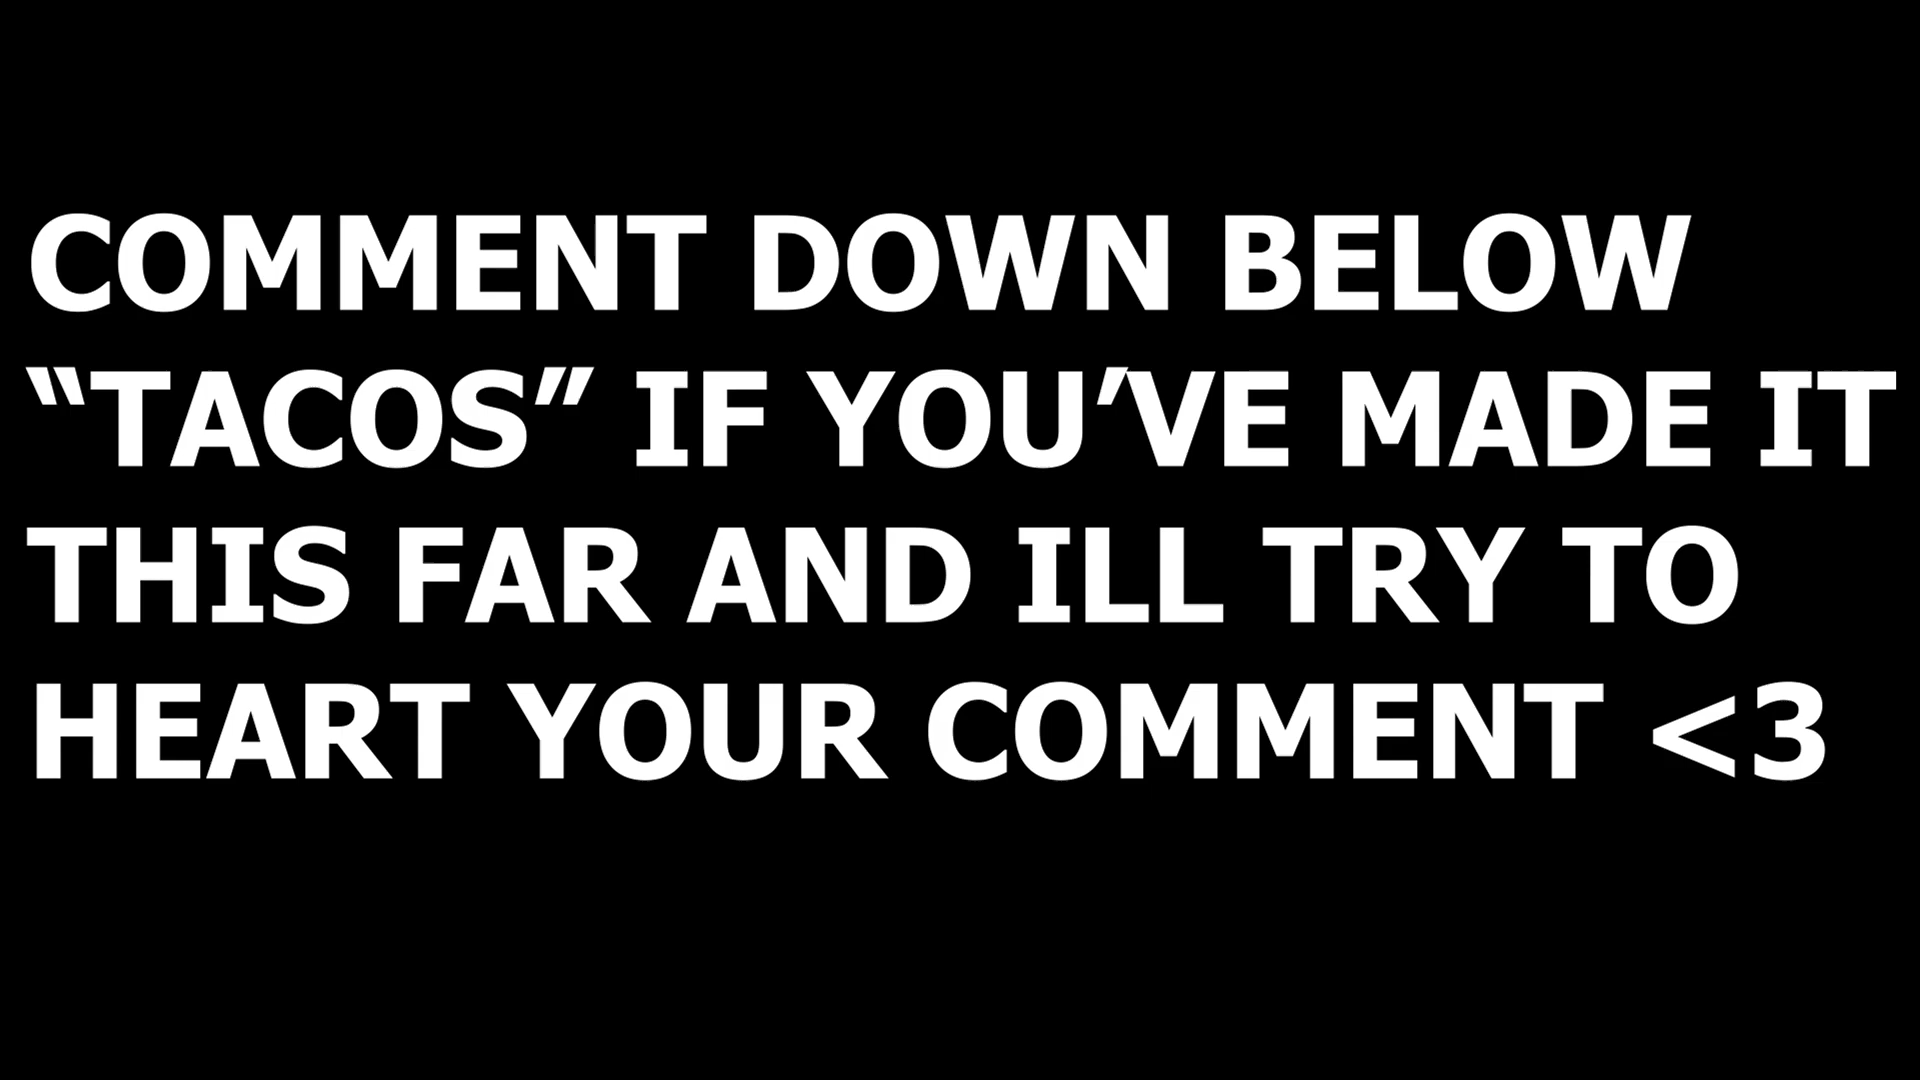 COMMENT DOWN BELOW
“TACOS” IF YOU’VE MADE IT
THIS FAR AND ILL TRY TO
HEART YOUR COMMENT <3